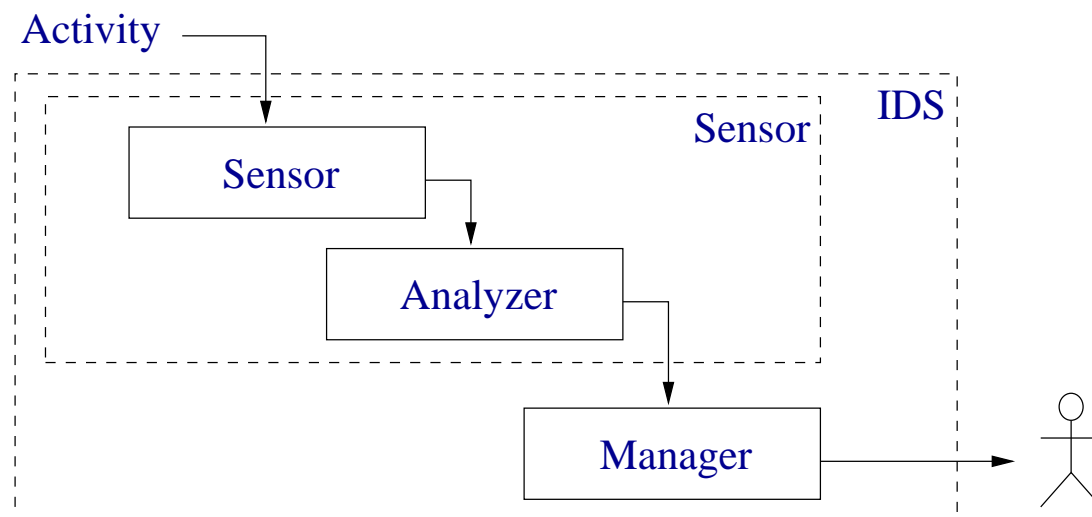 Activity
IDS
Sensor
Sensor
Analyzer
Manager